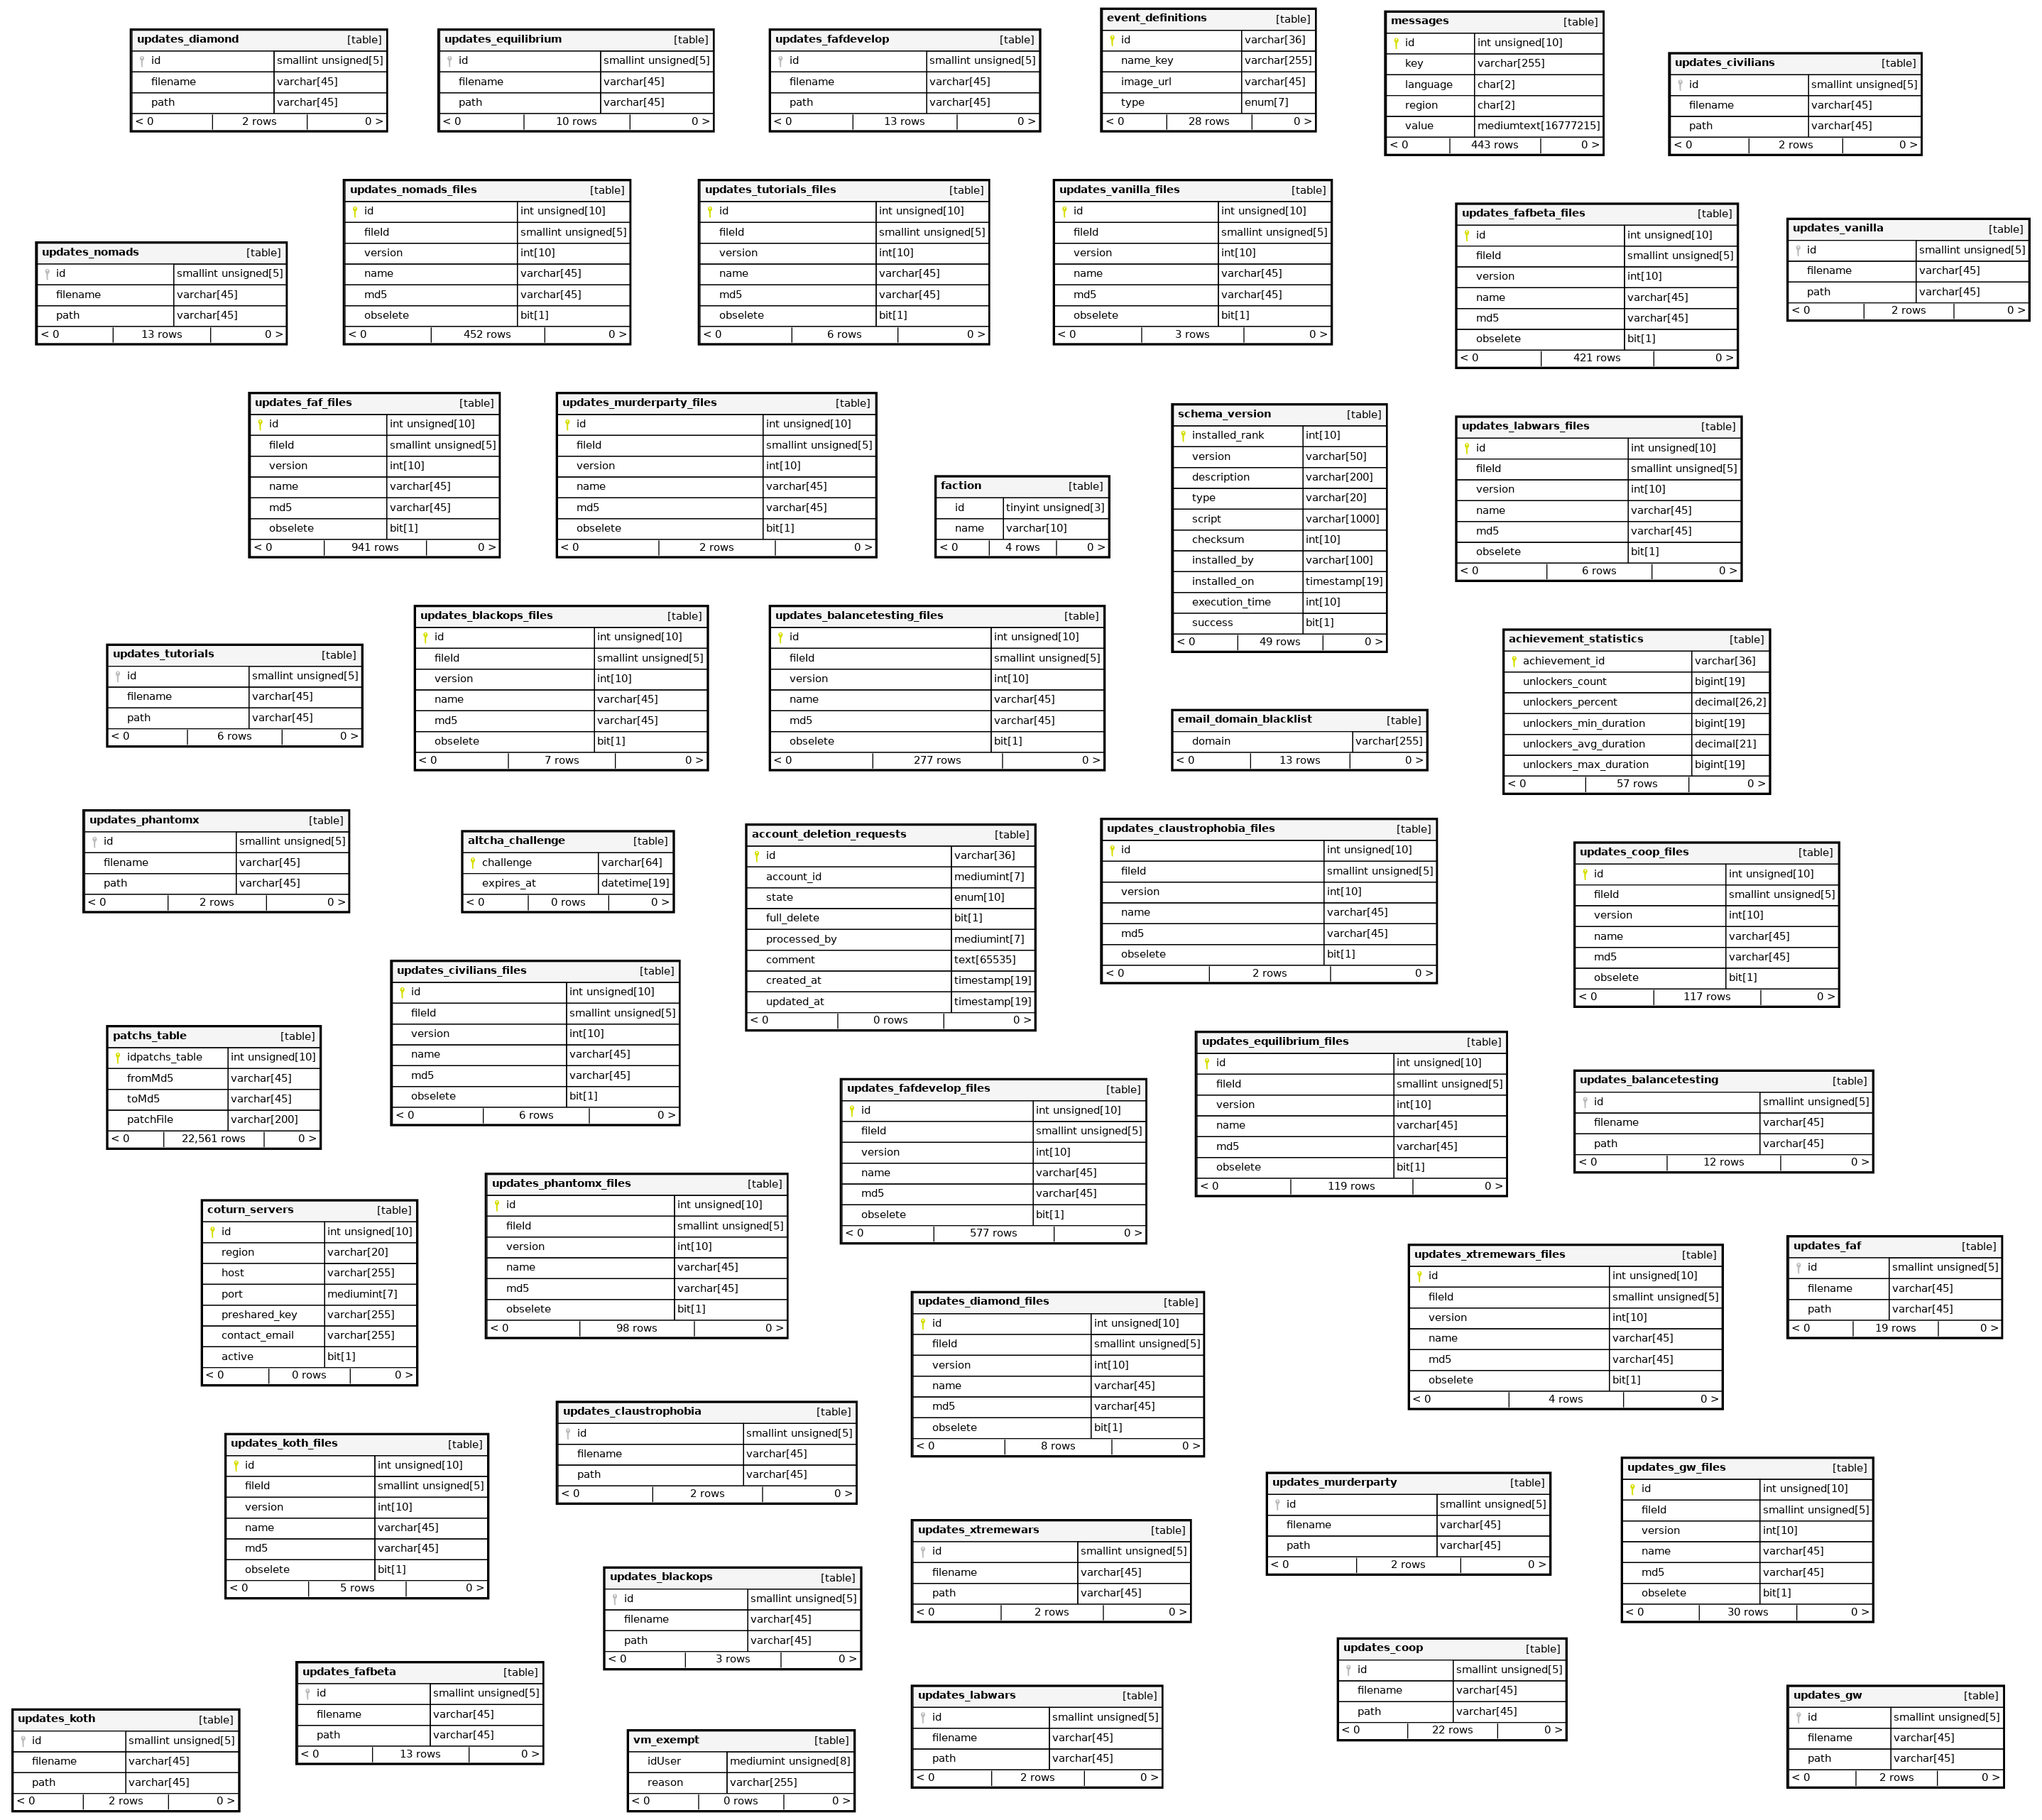 updates_diamond [table]
id smallint unsigned[5]
filename varchar[45]
path varchar[45]
< 0 2 rows 0 >
updates_equilibrium [table]
id smallint unsigned[5]
filename varchar[45]
path varchar[45]
< 0 10 rows 0 >
updates_fafdevelop [table]
id smallint unsigned[5]
filename varchar[45]
path varchar[45]
< 0 13 rows 0 >
event_definitions [table]
id varchar[36]
name_key varchar[255]
image_url varchar[45]
type enum[7]
< 0 28 rows 0 >
messages [table]
id int unsigned[10]
key varchar[255]
language char[2]
region char[2]
value mediumtext[16777215]
< 0 443 rows 0 >
updates_civilians [table]
id smallint unsigned[5]
filename varchar[45]
path varchar[45]
< 0 2 rows 0 >
updates_nomads [table]
id smallint unsigned[5]
filename varchar[45]
path varchar[45]
< 0 13 rows 0 >
updates_nomads_files [table]
id int unsigned[10]
fileId smallint unsigned[5]
version int[10]
name varchar[45]
md5 varchar[45]
obselete bit[1]
< 0 452 rows 0 >
updates_tutorials_files [table]
id int unsigned[10]
fileId smallint unsigned[5]
version int[10]
name varchar[45]
md5 varchar[45]
obselete bit[1]
< 0 6 rows 0 >
updates_vanilla_files [table]
id int unsigned[10]
fileId smallint unsigned[5]
version int[10]
name varchar[45]
md5 varchar[45]
obselete bit[1]
< 0 3 rows 0 >
updates_fafbeta_files [table]
id int unsigned[10]
fileId smallint unsigned[5]
version int[10]
name varchar[45]
md5 varchar[45]
obselete bit[1]
< 0 421 rows 0 >
updates_vanilla [table]
id smallint unsigned[5]
filename varchar[45]
path varchar[45]
< 0 2 rows 0 >
updates_faf_files [table]
id int unsigned[10]
fileId smallint unsigned[5]
version int[10]
name varchar[45]
md5 varchar[45]
obselete bit[1]
< 0 941 rows 0 >
updates_murderparty_files [table]
id int unsigned[10]
fileId smallint unsigned[5]
version int[10]
name varchar[45]
md5 varchar[45]
obselete bit[1]
< 0 2 rows 0 >
faction [table]
id tinyint unsigned[3]
name varchar[10]
< 0 4 rows 0 >
schema_version [table]
installed_rank int[10]
version varchar[50]
description varchar[200]
type varchar[20]
script varchar[1000]
checksum int[10]
installed_by varchar[100]
installed_on timestamp[19]
execution_time int[10]
success bit[1]
< 0 49 rows 0 >
updates_labwars_files [table]
id int unsigned[10]
fileId smallint unsigned[5]
version int[10]
name varchar[45]
md5 varchar[45]
obselete bit[1]
< 0 6 rows 0 >
updates_tutorials [table]
id smallint unsigned[5]
filename varchar[45]
path varchar[45]
< 0 6 rows 0 >
updates_blackops_files [table]
id int unsigned[10]
fileId smallint unsigned[5]
version int[10]
name varchar[45]
md5 varchar[45]
obselete bit[1]
< 0 7 rows 0 >
updates_balancetesting_files [table]
id int unsigned[10]
fileId smallint unsigned[5]
version int[10]
name varchar[45]
md5 varchar[45]
obselete bit[1]
< 0 277 rows 0 >
email_domain_blacklist [table]
domain varchar[255]
< 0 13 rows 0 >
achievement_statistics [table]
achievement_id varchar[36]
unlockers_count bigint[19]
unlockers_percent decimal[26,2]
unlockers_min_duration bigint[19]
unlockers_avg_duration decimal[21]
unlockers_max_duration bigint[19]
< 0 57 rows 0 >
updates_phantomx [table]
id smallint unsigned[5]
filename varchar[45]
path varchar[45]
< 0 2 rows 0 >
altcha_challenge [table]
challenge varchar[64]
expires_at datetime[19]
< 0 0 rows 0 >
account_deletion_requests [table]
id varchar[36]
account_id mediumint[7]
state enum[10]
full_delete bit[1]
processed_by mediumint[7]
comment text[65535]
created_at timestamp[19]
updated_at timestamp[19]
< 0 0 rows 0 >
updates_claustrophobia_files [table]
id int unsigned[10]
fileId smallint unsigned[5]
version int[10]
name varchar[45]
md5 varchar[45]
obselete bit[1]
< 0 2 rows 0 >
updates_coop_files [table]
id int unsigned[10]
fileId smallint unsigned[5]
version int[10]
name varchar[45]
md5 varchar[45]
obselete bit[1]
< 0 117 rows 0 >
patchs_table [table]
idpatchs_table int unsigned[10]
fromMd5 varchar[45]
toMd5 varchar[45]
patchFile varchar[200]
< 0 22,561 rows 0 >
updates_civilians_files [table]
id int unsigned[10]
fileId smallint unsigned[5]
version int[10]
name varchar[45]
md5 varchar[45]
obselete bit[1]
< 0 6 rows 0 >
updates_fafdevelop_files [table]
id int unsigned[10]
fileId smallint unsigned[5]
version int[10]
name varchar[45]
md5 varchar[45]
obselete bit[1]
< 0 577 rows 0 >
updates_equilibrium_files [table]
id int unsigned[10]
fileId smallint unsigned[5]
version int[10]
name varchar[45]
md5 varchar[45]
obselete bit[1]
< 0 119 rows 0 >
updates_balancetesting [table]
id smallint unsigned[5]
filename varchar[45]
path varchar[45]
< 0 12 rows 0 >
coturn_servers [table]
id int unsigned[10]
region varchar[20]
host varchar[255]
port mediumint[7]
preshared_key varchar[255]
contact_email varchar[255]
active bit[1]
< 0 0 rows 0 >
updates_phantomx_files [table]
id int unsigned[10]
fileId smallint unsigned[5]
version int[10]
name varchar[45]
md5 varchar[45]
obselete bit[1]
< 0 98 rows 0 >
updates_diamond_files [table]
id int unsigned[10]
fileId smallint unsigned[5]
version int[10]
name varchar[45]
md5 varchar[45]
obselete bit[1]
< 0 8 rows 0 >
updates_xtremewars_files [table]
id int unsigned[10]
fileId smallint unsigned[5]
version int[10]
name varchar[45]
md5 varchar[45]
obselete bit[1]
< 0 4 rows 0 >
updates_faf [table]
id smallint unsigned[5]
filename varchar[45]
path varchar[45]
< 0 19 rows 0 >
updates_koth_files [table]
id int unsigned[10]
fileId smallint unsigned[5]
version int[10]
name varchar[45]
md5 varchar[45]
obselete bit[1]
< 0 5 rows 0 >
updates_claustrophobia [table]
id smallint unsigned[5]
filename varchar[45]
path varchar[45]
< 0 2 rows 0 >
updates_murderparty [table]
id smallint unsigned[5]
filename varchar[45]
path varchar[45]
< 0 2 rows 0 >
updates_gw_files [table]
id int unsigned[10]
fileId smallint unsigned[5]
version int[10]
name varchar[45]
md5 varchar[45]
obselete bit[1]
< 0 30 rows 0 >
updates_xtremewars [table]
id smallint unsigned[5]
filename varchar[45]
path varchar[45]
< 0 2 rows 0 >
updates_blackops [table]
id smallint unsigned[5]
filename varchar[45]
path varchar[45]
< 0 3 rows 0 >
updates_coop [table]
id smallint unsigned[5]
filename varchar[45]
path varchar[45]
< 0 22 rows 0 >
updates_fafbeta [table]
id smallint unsigned[5]
filename varchar[45]
path varchar[45]
< 0 13 rows 0 >
updates_labwars [table]
id smallint unsigned[5]
filename varchar[45]
path varchar[45]
< 0 2 rows 0 >
updates_gw [table]
id smallint unsigned[5]
filename varchar[45]
path varchar[45]
< 0 2 rows 0 >
updates_koth [table]
id smallint unsigned[5]
filename varchar[45]
path varchar[45]
< 0 2 rows 0 >
vm_exempt [table]
idUser mediumint unsigned[8]
reason varchar[255]
< 0 0 rows 0 >